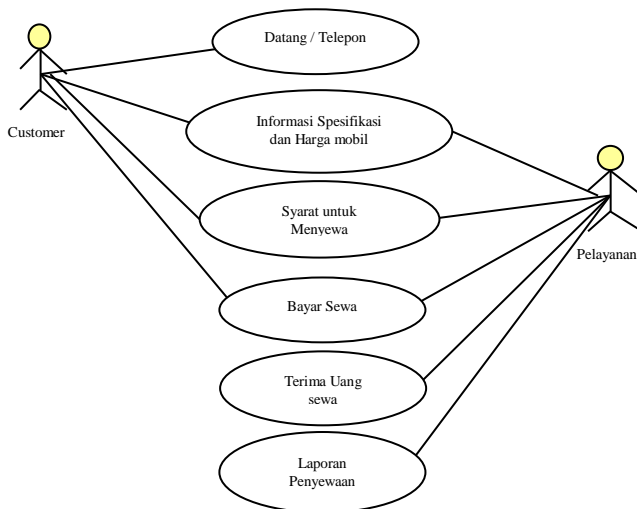 Datang / Telepon
Customer
Informasi Spesifikasi
dan Harga mobil
Syarat untuk
Menyewa
Pelayanan
Bayar Sewa
Terima Uang
sewa
Laporan
Penyewaan